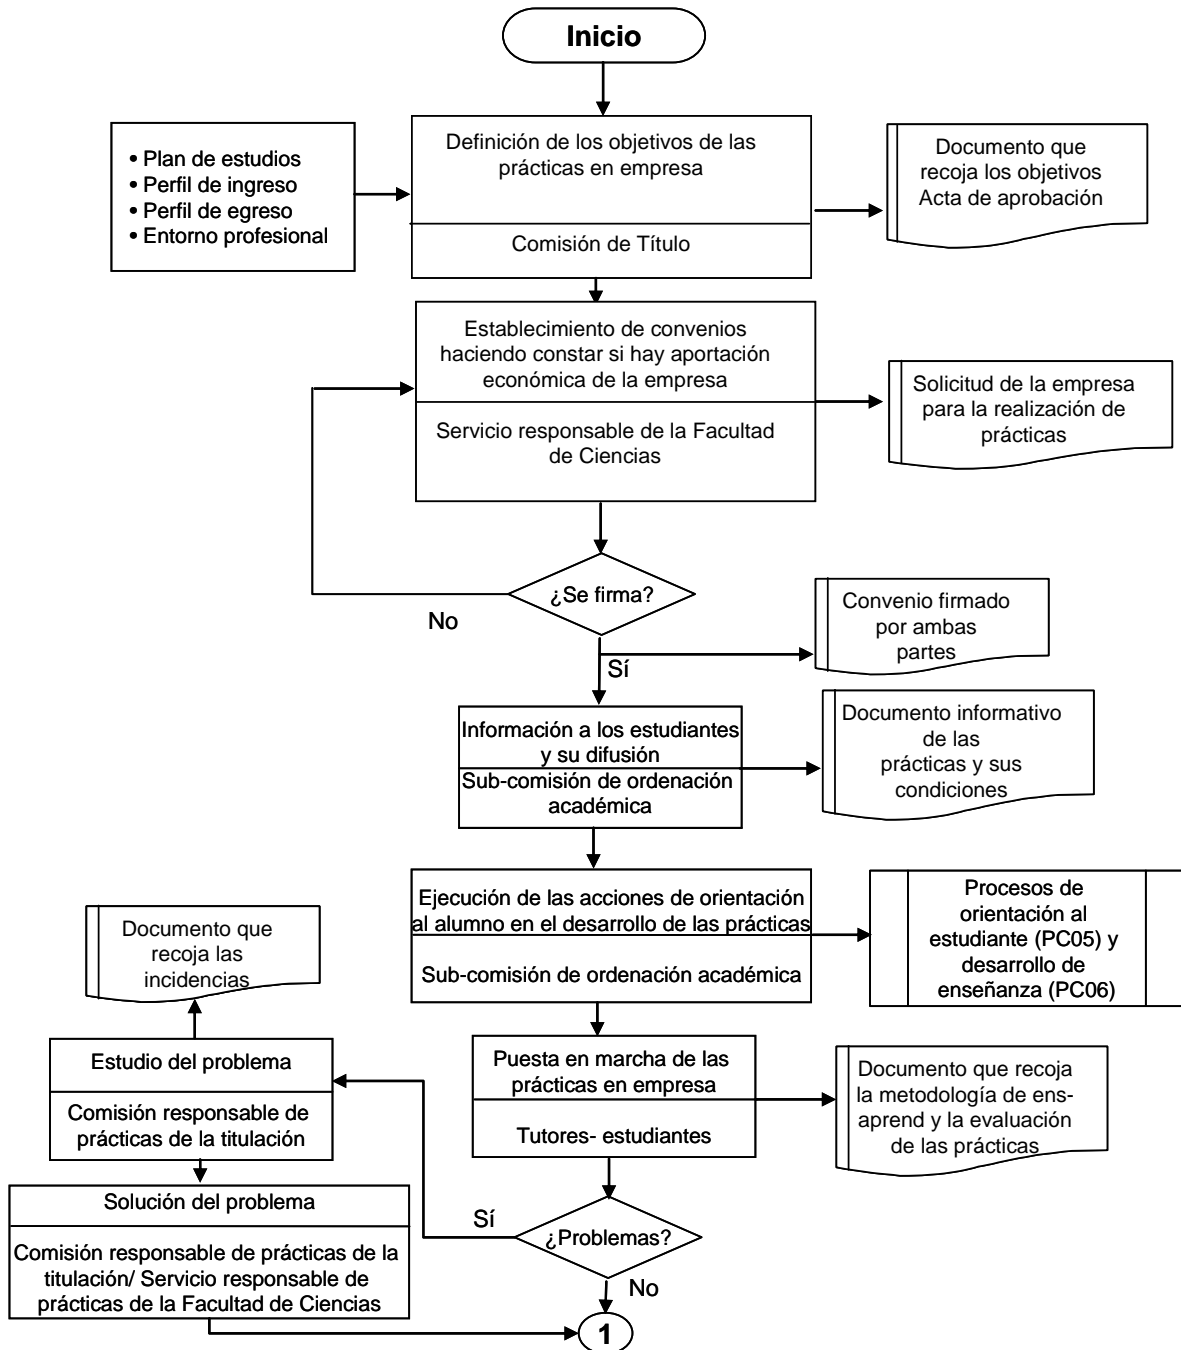 Inicio
• Plan de estudios
• Perfil de ingreso
• Perfil de egreso
• Entorno profesional
Definición de los objetivos de las
prácticas en empresa
Comisión de Título
Documento que
recoja los objetivos
Acta de aprobación
Establecimiento de convenios
haciendo constar si hay aportación
económica de la empresa
Servicio responsable de la Facultad
de Ciencias
Solicitud de la empresa
para la realización de
prácticas
¿Se firma?
No
Sí
Convenio firmado
por ambas
partes
Información a los estudiantes
y su difusión
Sub-comisión de ordenación
académica
Documento informativo
de las
prácticas y sus
condiciones
Ejecución de las acciones de orientación
al alumno en el desarrollo de las prácticas
Sub-comisión de ordenación académica
Procesos de
orientación al
estudiante (PC05) y
desarrollo de
enseñanza (PC06)
Documento que
recoja las
incidencias
Estudio del problema
Comisión responsable de
prácticas de la titulación
Puesta en marcha de las
prácticas en empresa
Tutores- estudiantes
Documento que recoja
la metodología de ens-
aprend y la evaluación
de las prácticas
Solución del problema
Comisión responsable de prácticas de la
titulación/ Servicio responsable de
prácticas de la Facultad de Ciencias
Sí
¿Problemas?
No
1